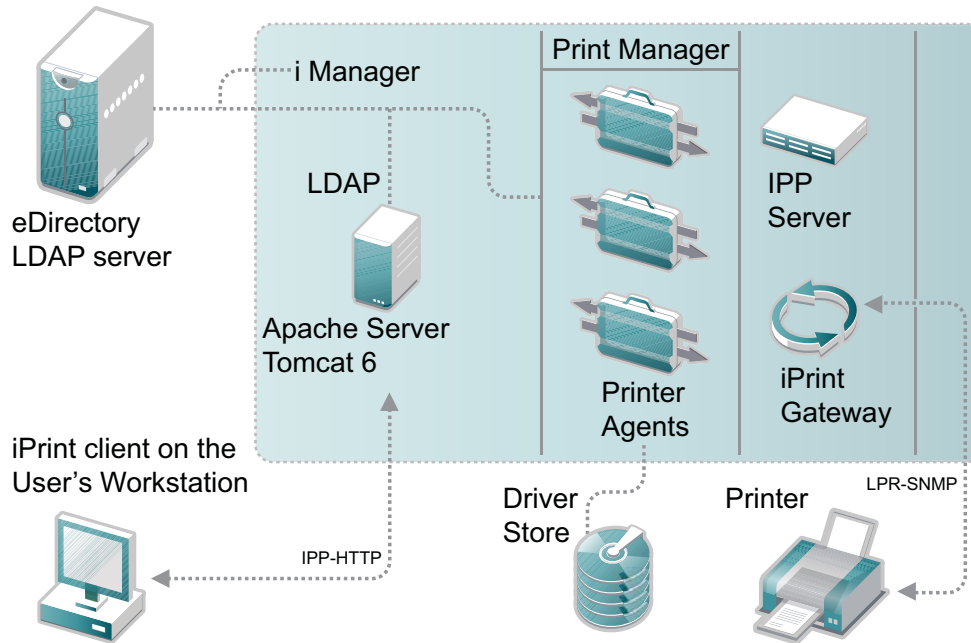 Print Manager
i Manager
LDAP
IPP
Server
eDirectory
LDAP server
Apache Server
Tomcat 6
iPrint
Gateway
Printer
Agents
iPrint client on the
User's Workstation
Driver
Store
Printer
LPR-SNMP
IPP-HTTP